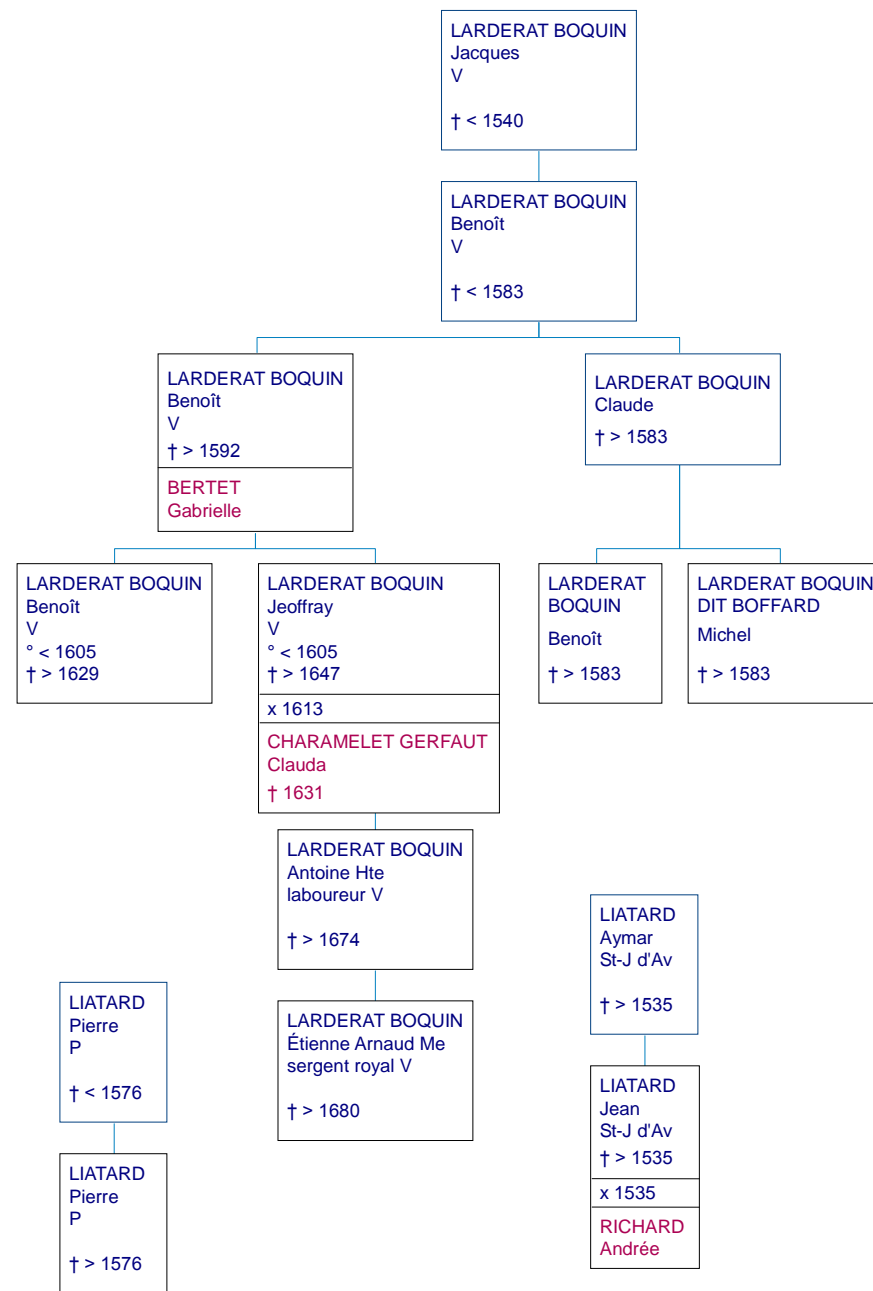 LARDERAT BOQUIN
Jacques
V
† < 1540
LARDERAT BOQUIN
Benoît
V
† < 1583
LARDERAT BOQUIN
Benoît
V
† > 1592
BERTET
Gabrielle
LARDERAT BOQUIN
Claude
† > 1583
LARDERAT BOQUIN
Benoît
V
° < 1605
† > 1629
LARDERAT BOQUIN
Jeoffray
V
° < 1605
† > 1647
x 1613
CHARAMELET GERFAUT
Clauda
† 1631
LARDERAT
BOQUIN
Benoît
† > 1583
LARDERAT BOQUIN
DIT BOFFARD
Michel
† > 1583
LARDERAT BOQUIN
Antoine Hte
laboureur V
† > 1674
LARDERAT BOQUIN
Étienne Arnaud Me
sergent royal V
† > 1680
LIATARD
Pierre
P
† < 1576
LIATARD
Pierre
P
† > 1576
LIATARD
Aymar
St-J d'Av
† > 1535
LIATARD
Jean
St-J d'Av
† > 1535
x 1535
RICHARD
Andrée